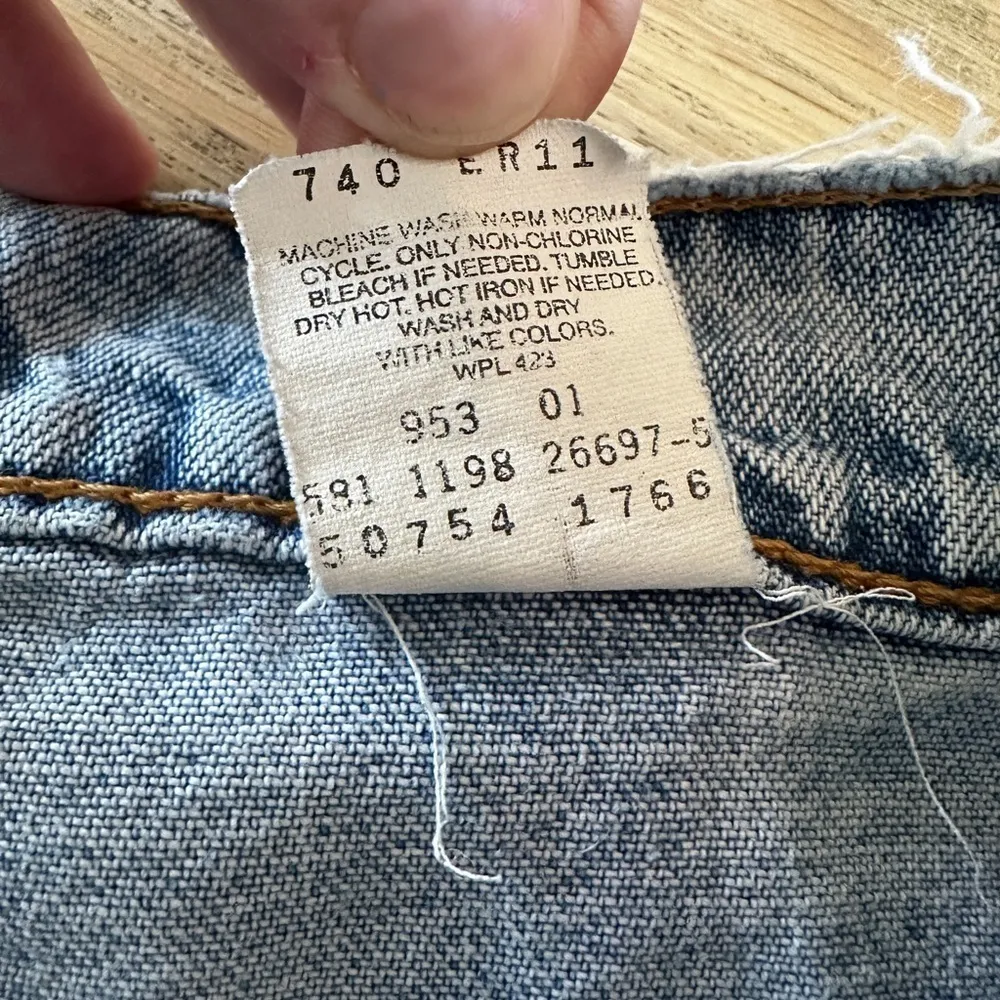 740 ER11
MACHINE WASH WARM NORMAL
CYCLE. ONLY NON-CHLORINE
BLEACH IF NEEDED. TUMBLE
DRY HOT. HOT IRON IF NEEDED.
WASH AND DRY
WITH LIKE COLORS.
WPL 423
953 01
581 1198 26697-5
50754 1766